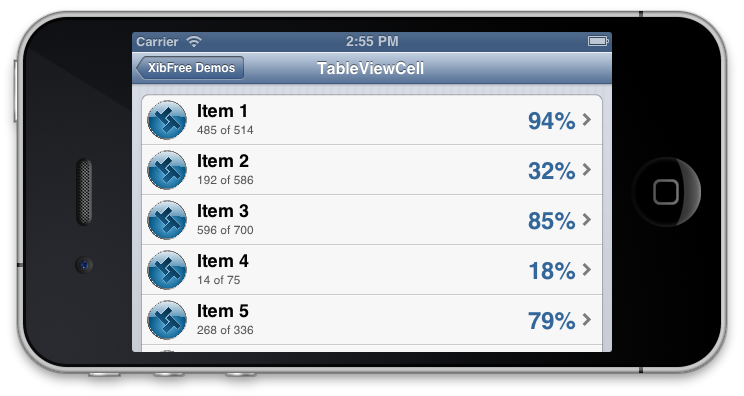 Carrier 2:55 PM
XibFree Demos TableViewCell
Item 1
485 of 514
94%
Item 2
192 of 586
32%
Item 3
596 of 700
85%
Item 4
14 of 75
18%
Item 5
268 of 336
79%